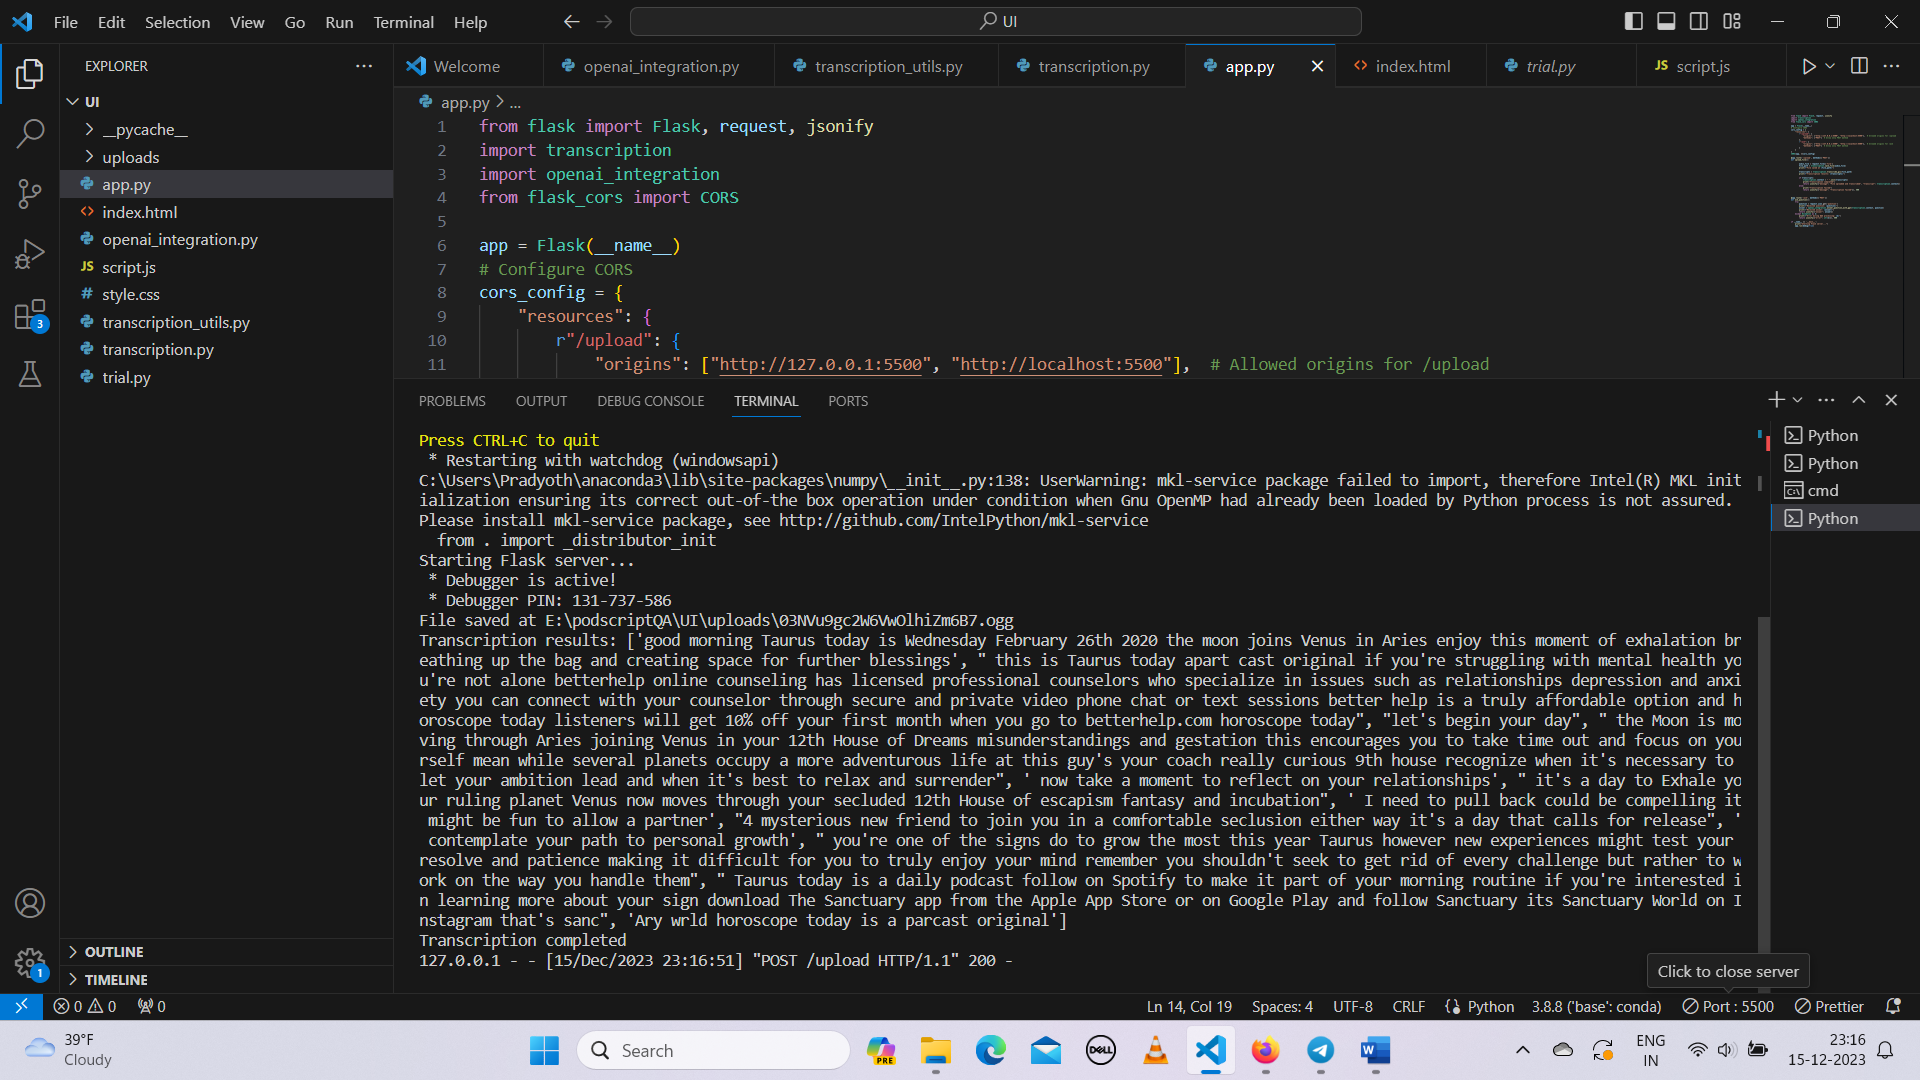 File Edit Selection View Go Run Terminal Help
UI
EXPLORER
UI
__pycache__
uploads
app.py
index.html
openai_integration.py
JS script.js
# style.css
transcription_utils.py
transcription.py
trial.py
OUTLINE
TIMELINE
3
1
Welcome openai_integration.py transcription_utils.py transcription.py app.py index.html trial.py JS script.js
app.py > ...
1 from flask import Flask, request, jsonify
2 import transcription
3 import openai_integration
4 from flask_cors import CORS
5
6 app = Flask(__name__)
7 # Configure CORS
8 cors_config = {
9 "resources": {
10 r"/upload": {
11 "origins": ["http://127.0.0.1:5500", "http://localhost:5500"], # Allowed origins for /upload
PROBLEMS OUTPUT DEBUG CONSOLE TERMINAL PORTS
Press CTRL+C to quit
* Restarting with watchdog (windowsapi)
C:\Users\Pradyoth\anaconda3\lib\site-packages\numpy\__init__.py:138: UserWarning: mkl-service package failed to import, therefore Intel(R) MKL init
ialization ensuring its correct out-of-the box operation under condition when Gnu OpenMP had already been loaded by Python process is not assured.
Please install mkl-service package, see http://github.com/IntelPython/mkl-service
from . import _distributor_init
Starting Flask server...
* Debugger is active!
* Debugger PIN: 131-737-586
File saved at E:\podscriptQA\UI\uploads\03NVu9gc2W6VwOlhiZm6B7.ogg
Transcription results: ['good morning Taurus today is Wednesday February 26th 2020 the moon joins Venus in Aries enjoy this moment of exhalation br
eathing up the bag and creating space for further blessings', " this is Taurus today apart cast original if you're struggling with mental health yo
u're not alone betterhelp online counseling has licensed professional counselors who specialize in issues such as relationships depression and anxi
ety you can connect with your counselor through secure and private video phone chat or text sessions better help is a truly affordable option and h
oroscope today listeners will get 10% off your first month when you go to betterhelp.com horoscope today", "let's begin your day", " the Moon is mo
ving through Aries joining Venus in your 12th House of Dreams misunderstandings and gestation this encourages you to take time out and focus on you
rself mean while several planets occupy a more adventurous life at this guy's your coach really curious 9th house recognize when it's necessary to
let your ambition lead and when it's best to relax and surrender", ' now take a moment to reflect on your relationships', " it's a day to Exhale yo
ur ruling planet Venus now moves through your secluded 12th House of escapism fantasy and incubation", ' I need to pull back could be compelling it
might be fun to allow a partner', "4 mysterious new friend to join you in a comfortable seclusion either way it's a day that calls for release", '
contemplate your path to personal growth', " you're one of the signs do to grow the most this year Taurus however new experiences might test your
resolve and patience making it difficult for you to truly enjoy your mind remember you shouldn't seek to get rid of every challenge but rather to w
ork on the way you handle them", " Taurus today is a daily podcast follow on Spotify to make it part of your morning routine if you're interested i
n learning more about your sign download The Sanctuary app from the Apple App Store or on Google Play and follow Sanctuary its Sanctuary World on I
nstagram that's sanc", 'Ary wrld horoscope today is a parcast original']
Transcription completed
127.0.0.1 - - [15/Dec/2023 23:16:51] "POST /upload HTTP/1.1" 200 -
Python
Python
cmd
Python
Click to close server
0 0 0 Ln 14, Col 19 Spaces: 4 UTF-8 CRLF Python 3.8.8 ('base': conda) Port : 5500 Prettier
39°F
Cloudy
Search
PRE
DELL
W
ENG
IN
23:16
15-12-2023